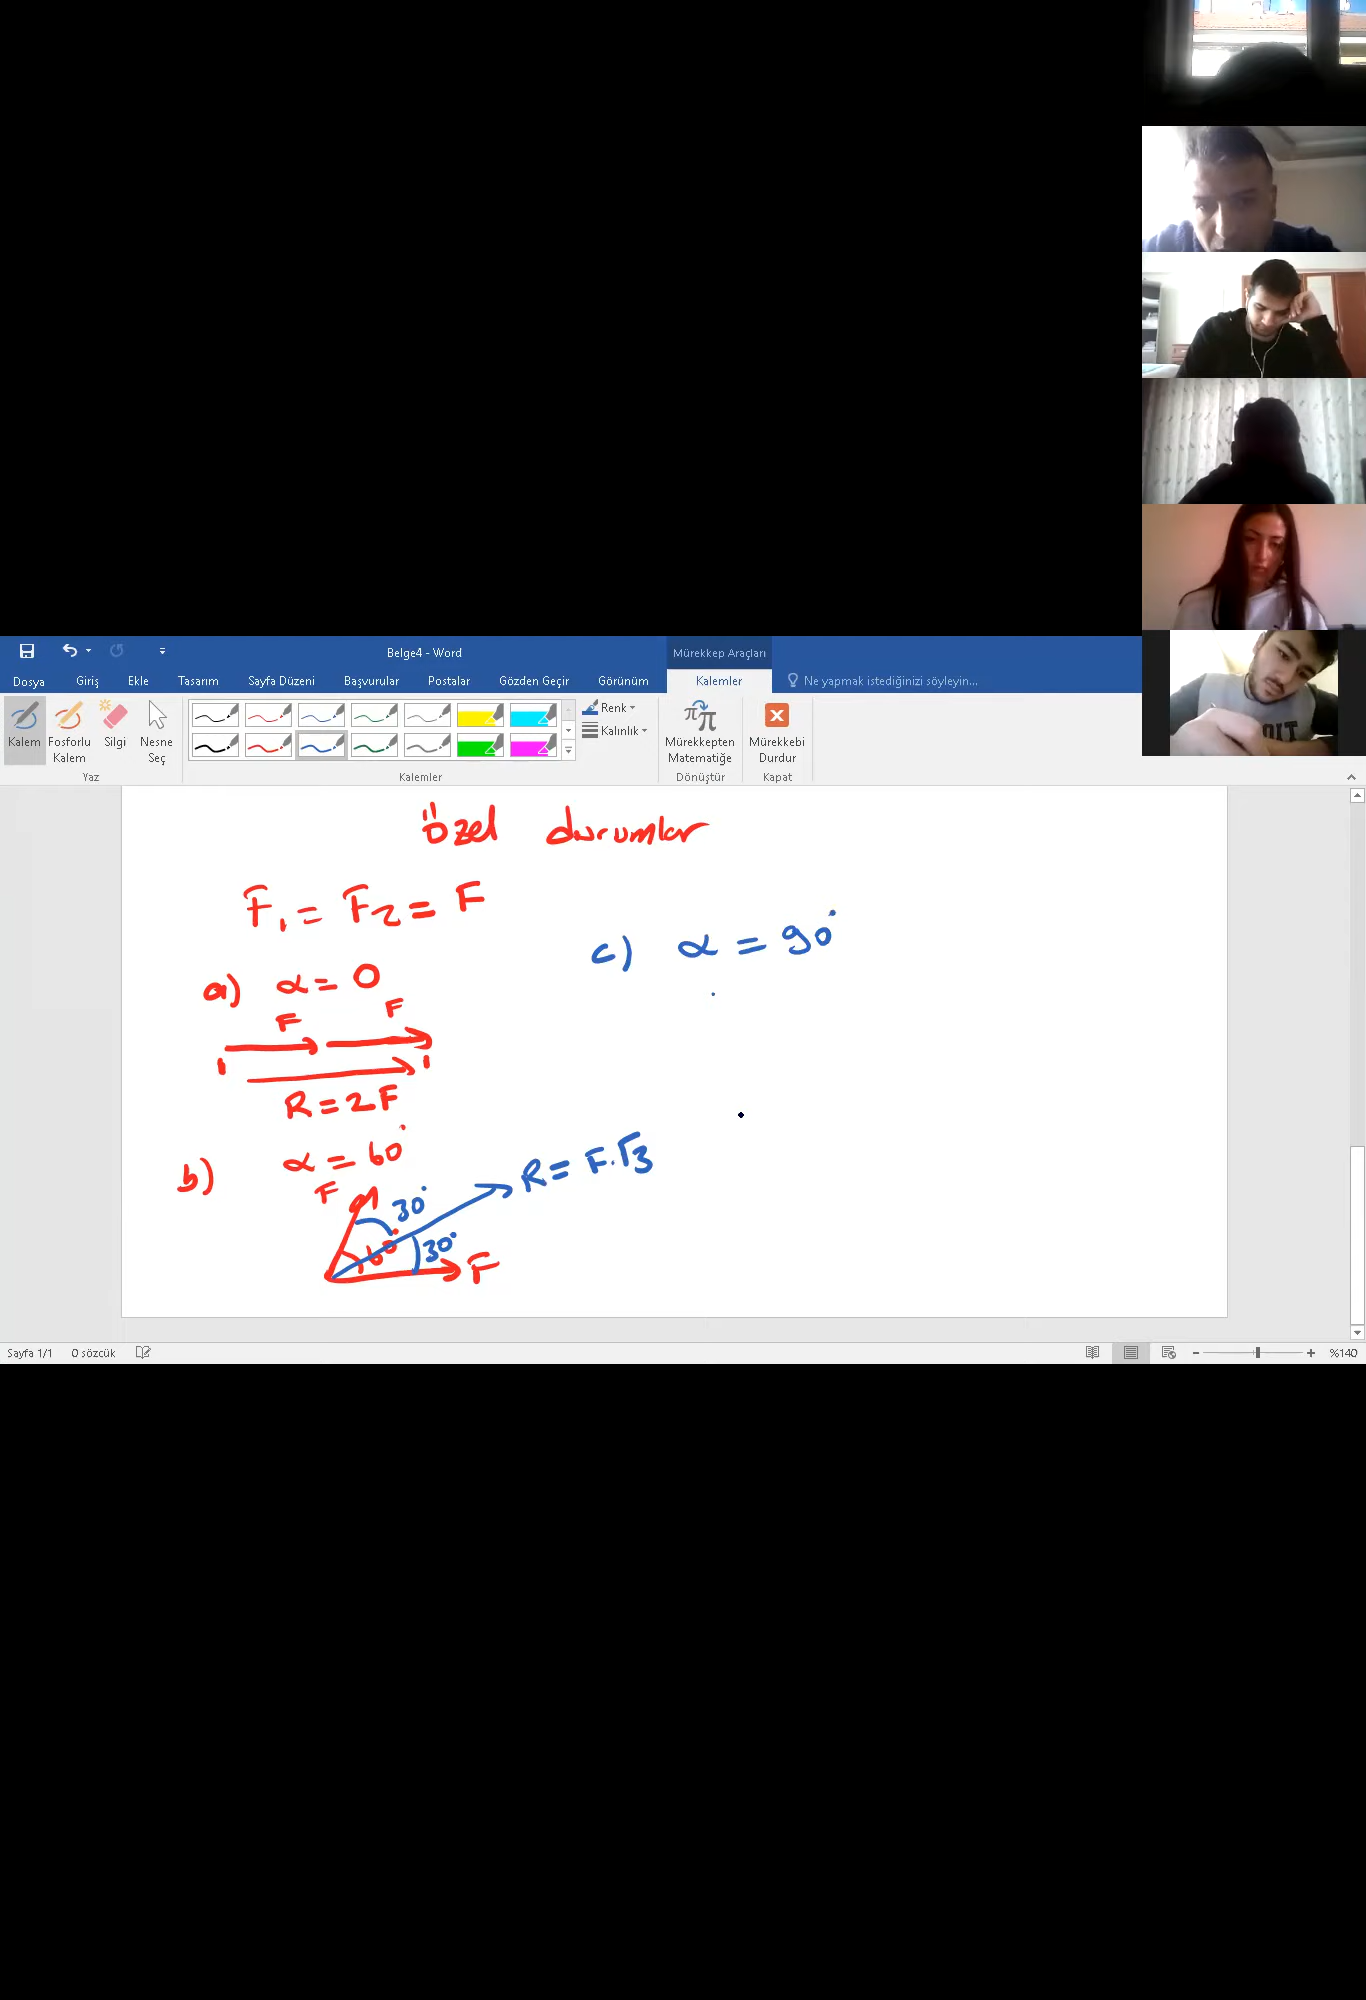 Belge4 - Word
Mürekkep Araçları
Dosya Giriş Ekle Tasarım Sayfa Düzeni Başvurular Postalar Gözden Geçir Görünüm Kalemler Ne yapmak istediğinizi söyleyin...
Kalem Fosforlu Kalem Silgi Nesne Seç
Renk
Kalınlık
Mürekkepten Matematiğe
Mürekkebi Durdur
Yaz Kalemler Dönüştür Kapat
özel durumlar
F₁ = F₂ = F
a) α = 0
F F
R = 2F
b) α = 60°
F
30°
60°
30°
F
R = F.√3
c) α = 90°
Sayfa 1/1 0 sözcük %140